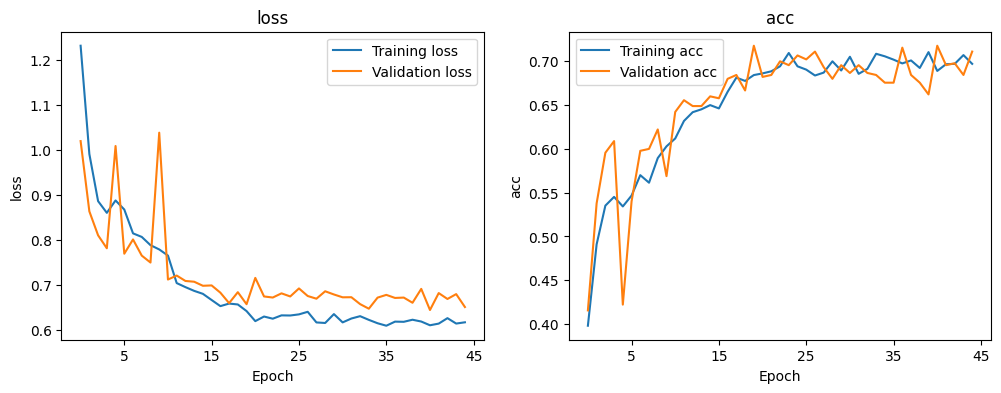 loss
Training loss
Validation loss
1.2
1.1
1.0
0.9
0.8
0.7
0.6
loss
5 15 25 35 45
Epoch
acc
Training acc
Validation acc
0.70
0.65
0.60
0.55
0.50
0.45
0.40
acc
5 15 25 35 45
Epoch